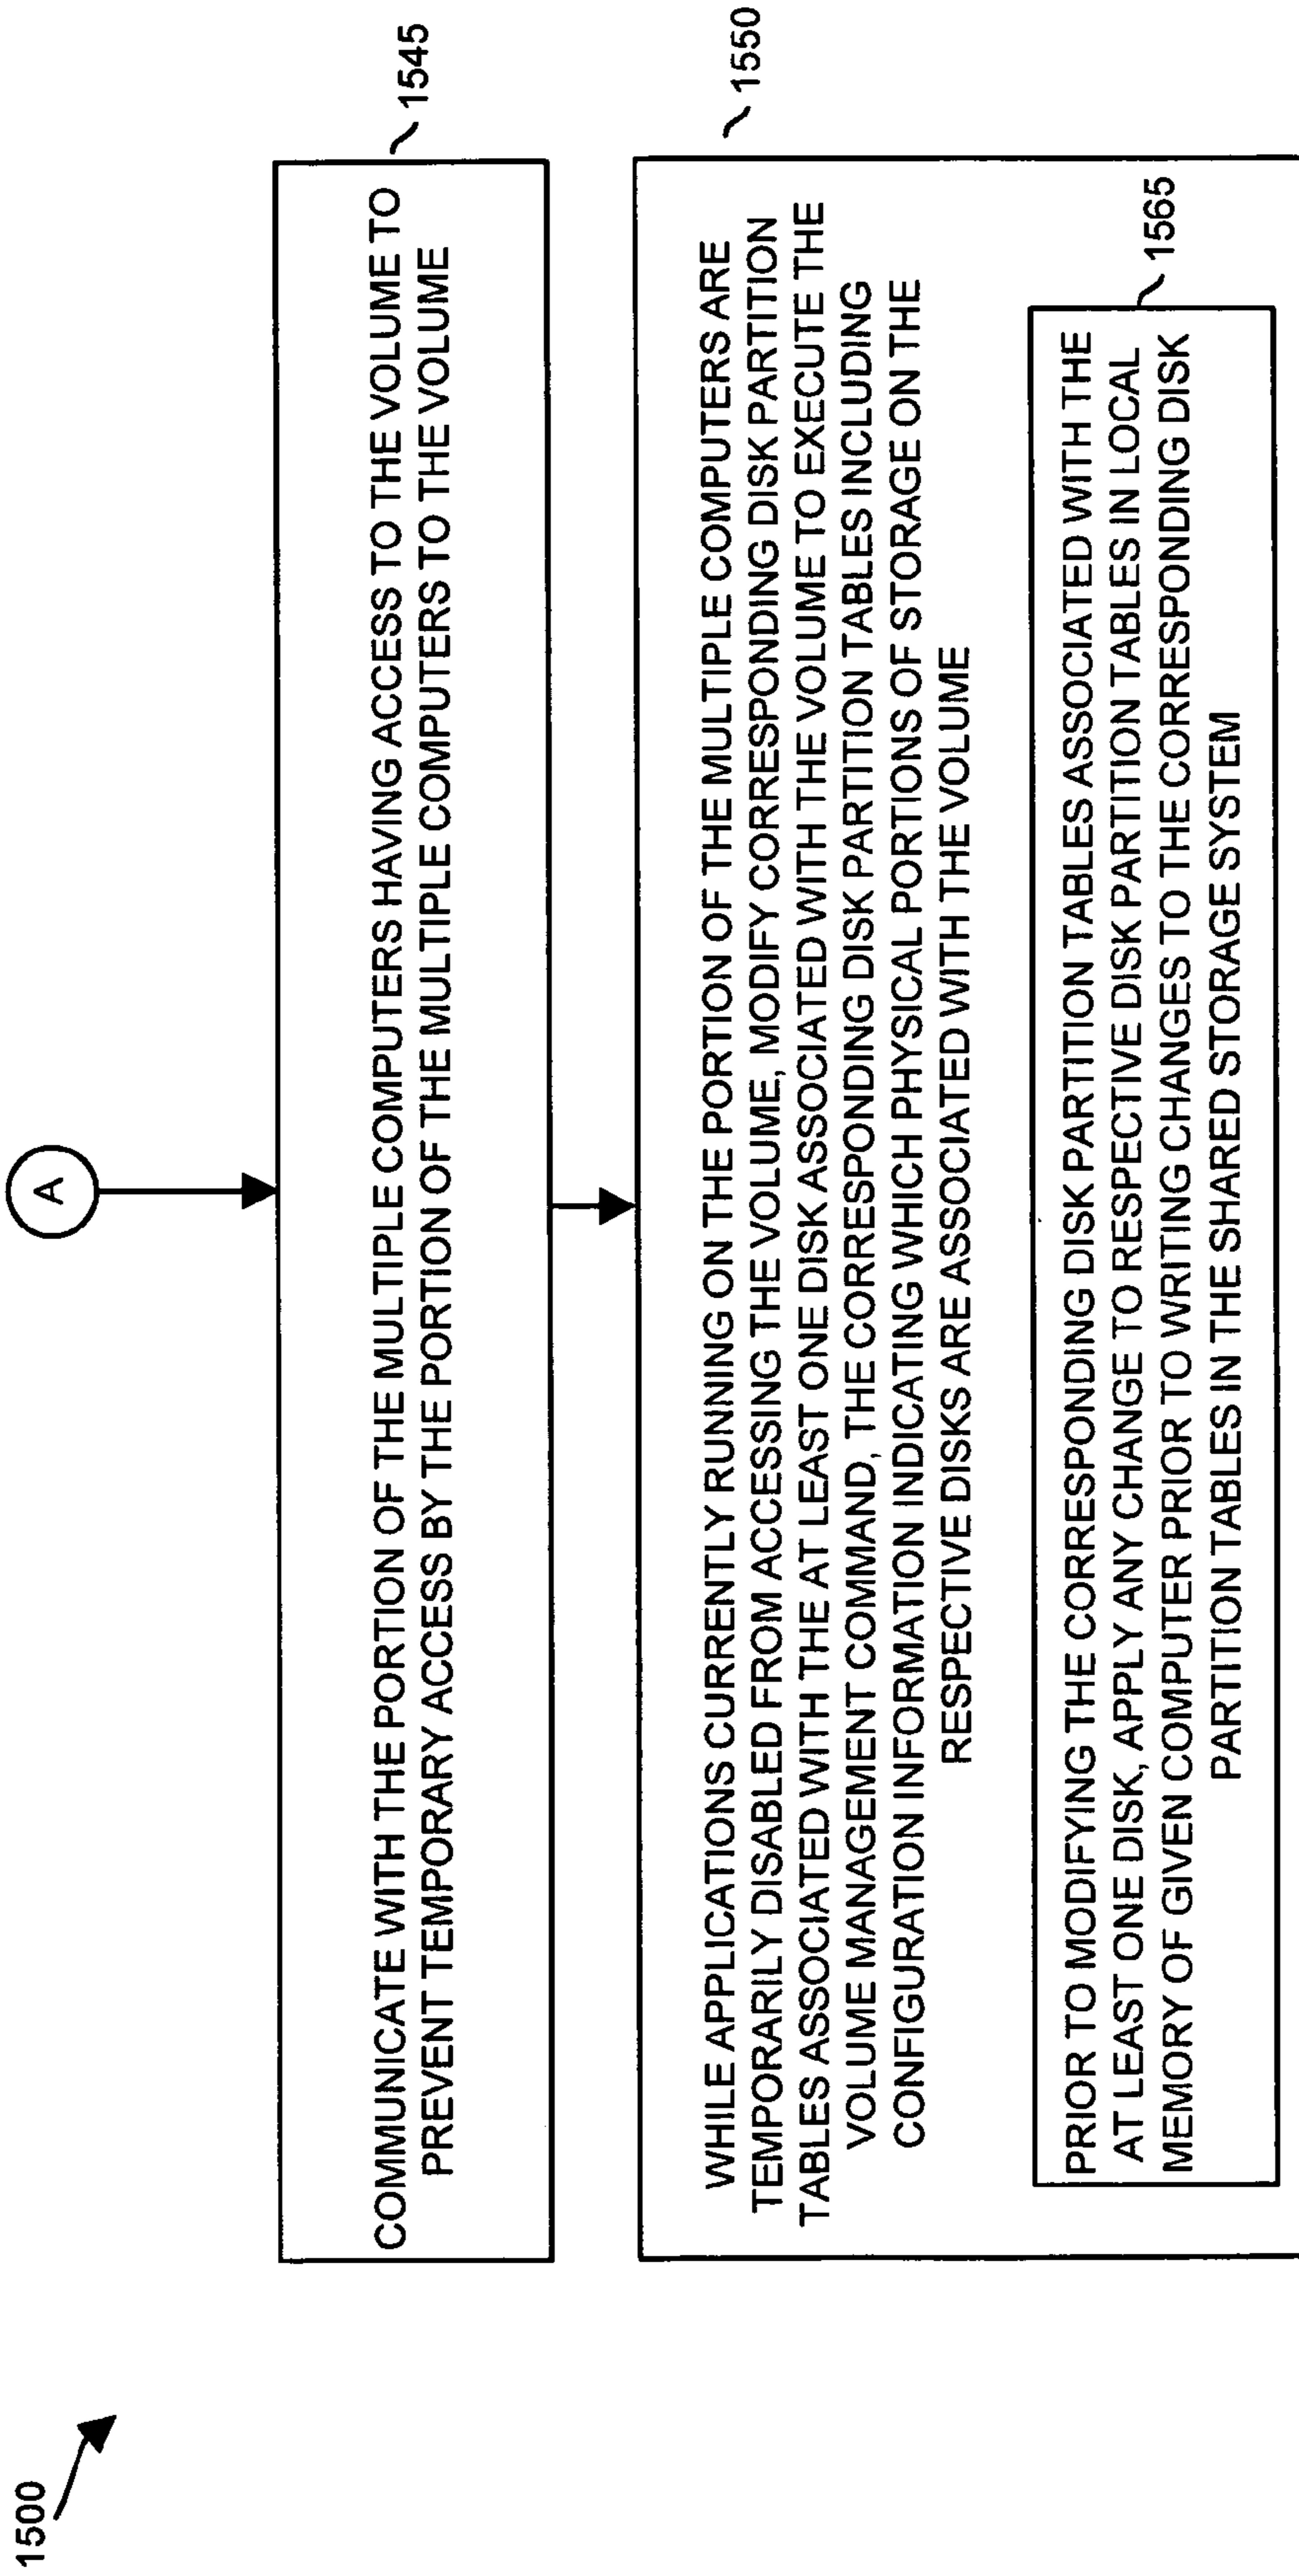 1500
A
COMMUNICATE WITH THE PORTION OF THE MULTIPLE COMPUTERS HAVING ACCESS TO THE VOLUME TO
PREVENT TEMPORARY ACCESS BY THE PORTION OF THE MULTIPLE COMPUTERS TO THE VOLUME
1545
WHILE APPLICATIONS CURRENTLY RUNNING ON THE PORTION OF THE MULTIPLE COMPUTERS ARE
TEMPORARILY DISABLED FROM ACCESSING THE VOLUME, MODIFY CORRESPONDING DISK PARTITION
TABLES ASSOCIATED WITH THE AT LEAST ONE DISK ASSOCIATED WITH THE VOLUME TO EXECUTE THE
VOLUME MANAGEMENT COMMAND, THE CORRESPONDING DISK PARTITION TABLES INCLUDING
CONFIGURATION INFORMATION INDICATING WHICH PHYSICAL PORTIONS OF STORAGE ON THE
RESPECTIVE DISKS ARE ASSOCIATED WITH THE VOLUME
1550
PRIOR TO MODIFYING THE CORRESPONDING DISK PARTITION TABLES ASSOCIATED WITH THE
AT LEAST ONE DISK, APPLY ANY CHANGE TO RESPECTIVE DISK PARTITION TABLES IN LOCAL
MEMORY OF GIVEN COMPUTER PRIOR TO WRITING CHANGES TO THE CORRESPONDING DISK
PARTITION TABLES IN THE SHARED STORAGE SYSTEM
1565